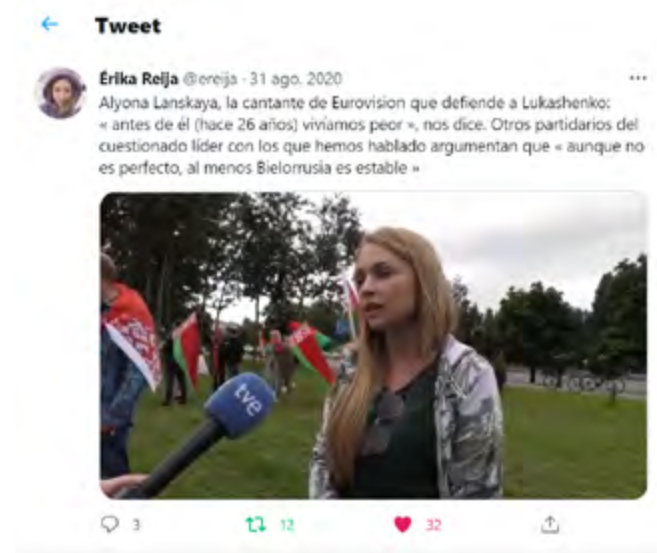 Tweet
Érika Reija @ereija · 31 ago. 2020
Alyona Lanskaya, la cantante de Eurovision que defiende a Lukashenko:
« antes de él (hace 26 años) vivíamos peor », nos dice. Otros partidarios del
cuestionado líder con los que hemos hablado argumentan que « aunque no
es perfecto, al menos Bielorrusia es estable »
tve
3 12 32